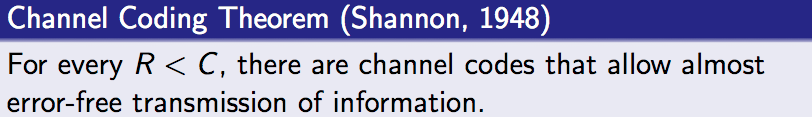 Channel Coding Theorem (Shannon, 1948)
For every R < C, there are channel codes that allow almost
error-free transmission of information.